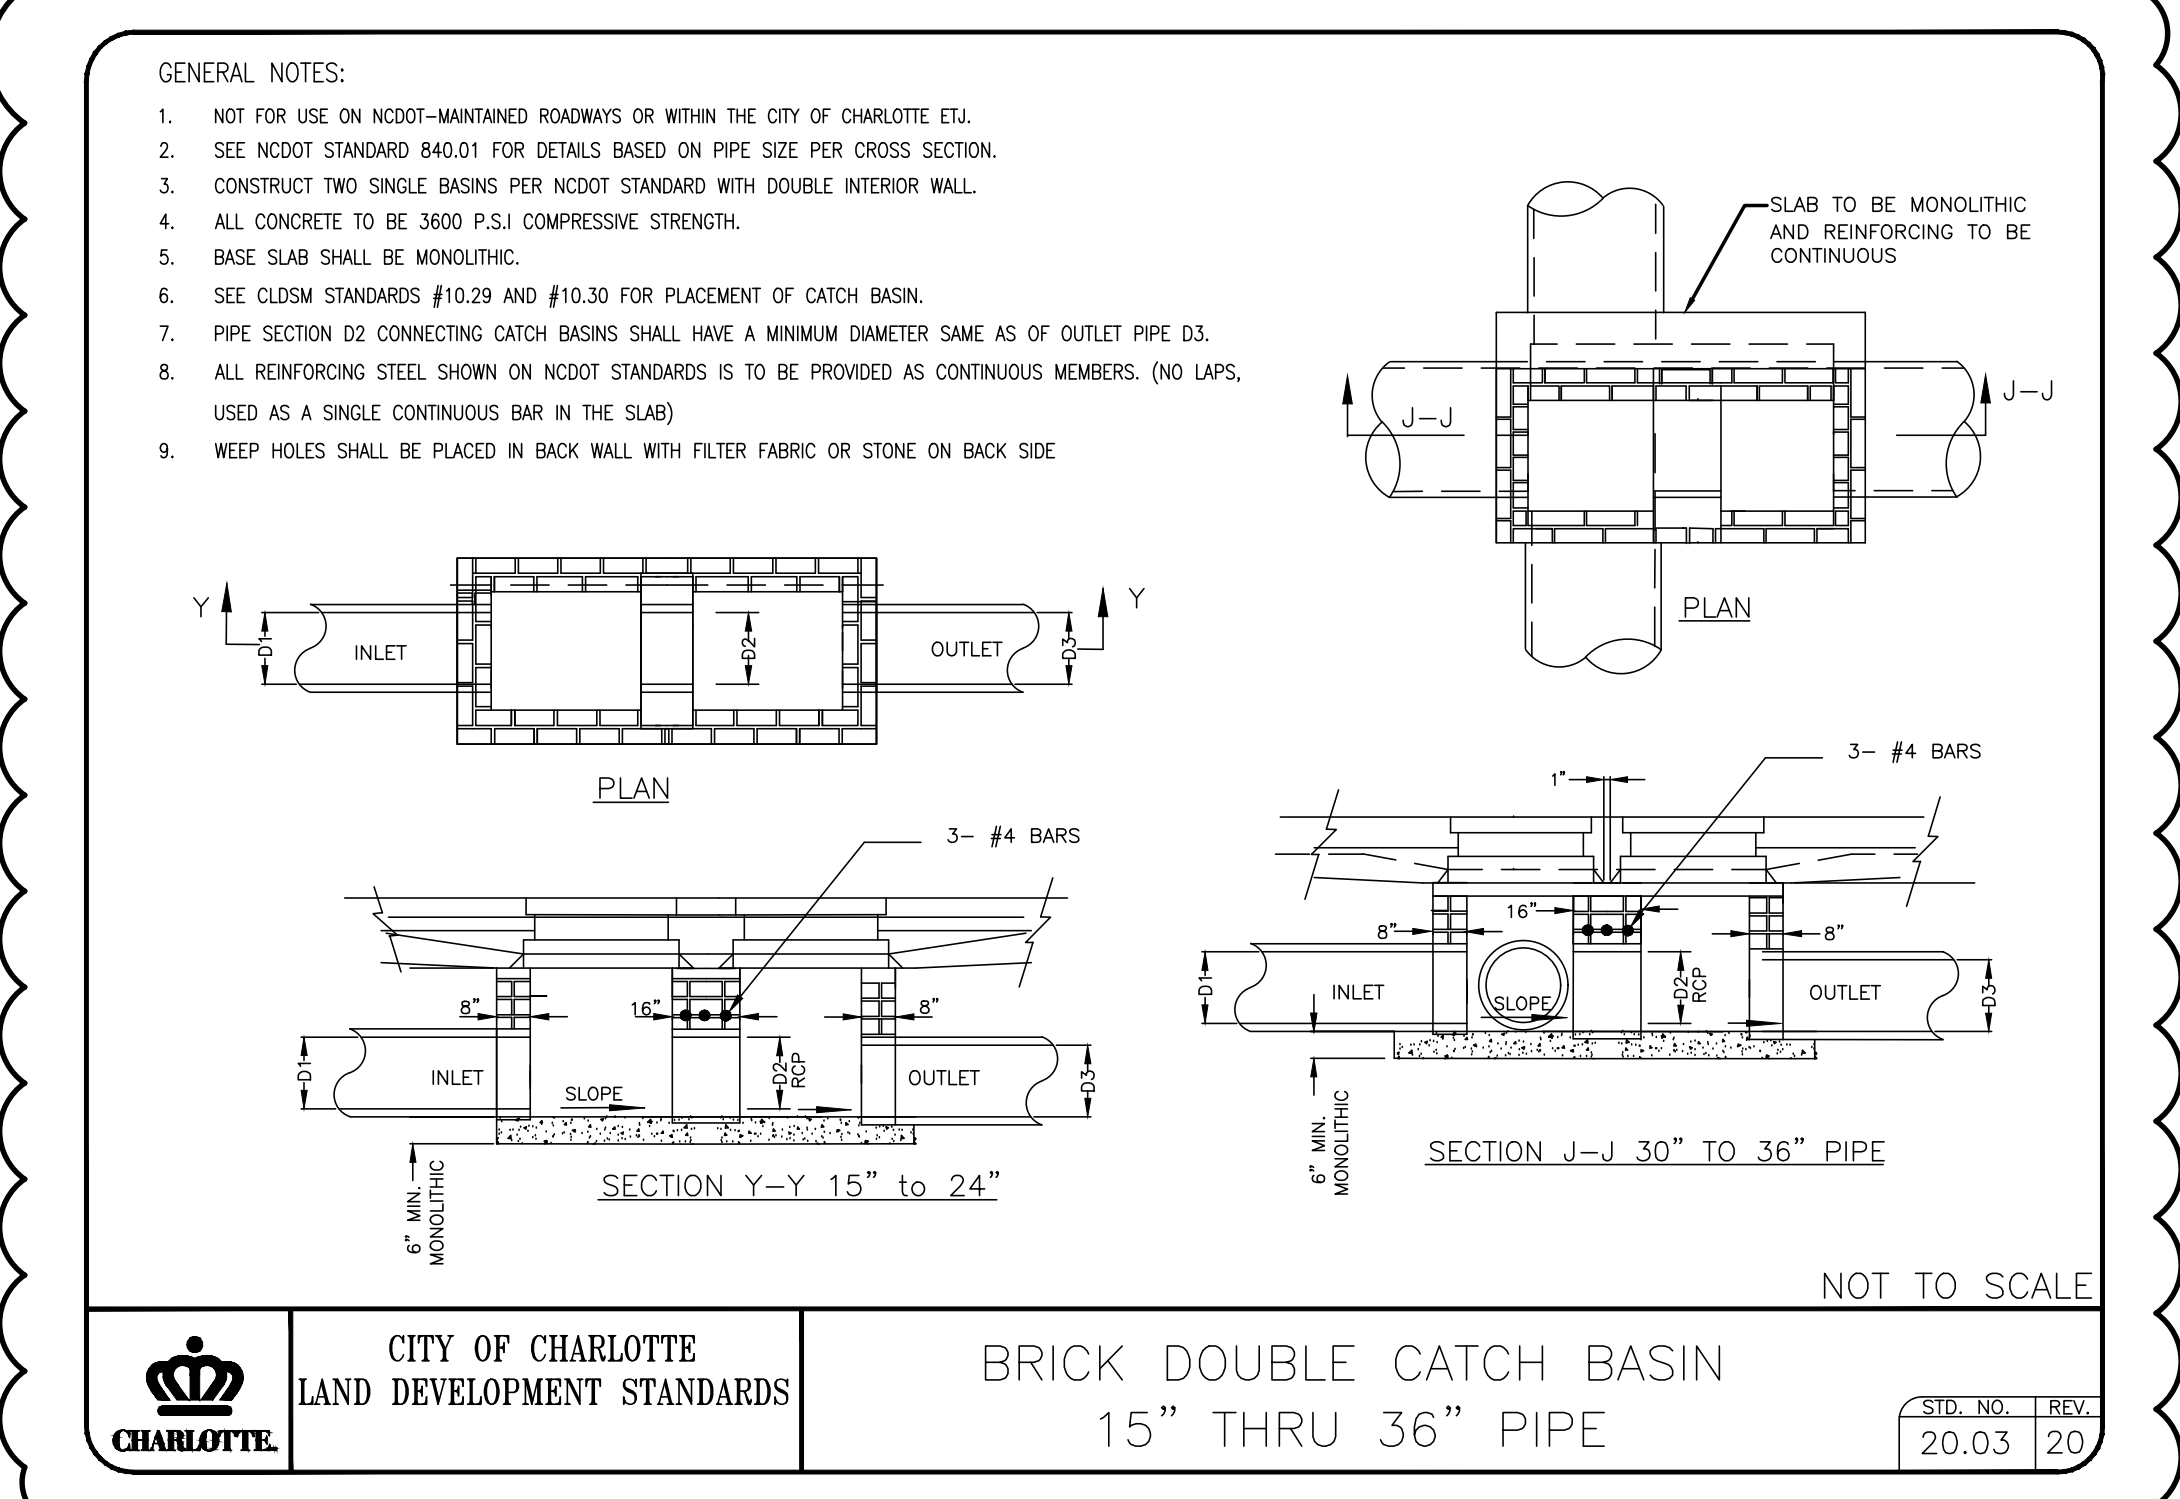 GENERAL NOTES:
1. NOT FOR USE ON NCDOT-MAINTAINED ROADWAYS OR WITHIN THE CITY OF CHARLOTTE ETJ.
2. SEE NCDOT STANDARD 840.01 FOR DETAILS BASED ON PIPE SIZE PER CROSS SECTION.
3. CONSTRUCT TWO SINGLE BASINS PER NCDOT STANDARD WITH DOUBLE INTERIOR WALL.
4. ALL CONCRETE TO BE 3600 P.S.I COMPRESSIVE STRENGTH.
5. BASE SLAB SHALL BE MONOLITHIC.
6. SEE CLDSM STANDARDS #10.29 AND #10.30 FOR PLACEMENT OF CATCH BASIN.
7. PIPE SECTION D2 CONNECTING CATCH BASINS SHALL HAVE A MINIMUM DIAMETER SAME AS OF OUTLET PIPE D3.
8. ALL REINFORCING STEEL SHOWN ON NCDOT STANDARDS IS TO BE PROVIDED AS CONTINUOUS MEMBERS. (NO LAPS,
USED AS A SINGLE CONTINUOUS BAR IN THE SLAB)
9. WEEP HOLES SHALL BE PLACED IN BACK WALL WITH FILTER FABRIC OR STONE ON BACK SIDE
SLAB TO BE MONOLITHIC
AND REINFORCING TO BE
CONTINUOUS
J-J
J-J
PLAN
Y
Y
D1
INLET
D2
OUTLET
D3
PLAN
3- #4 BARS
8"
16"
8"
D1
INLET
SLOPE
D2
RCP
OUTLET
D3
6" MIN.
MONOLITHIC
SECTION Y-Y 15" to 24"
3- #4 BARS
1"
16"
8"
8"
D1
INLET
SLOPE
D2
RCP
OUTLET
D3
6" MIN.
MONOLITHIC
SECTION J-J 30" TO 36" PIPE
NOT TO SCALE
CHARLOTTE
CITY OF CHARLOTTE
LAND DEVELOPMENT STANDARDS
BRICK DOUBLE CATCH BASIN
15" THRU 36" PIPE
STD. NO. REV.
20.03 20